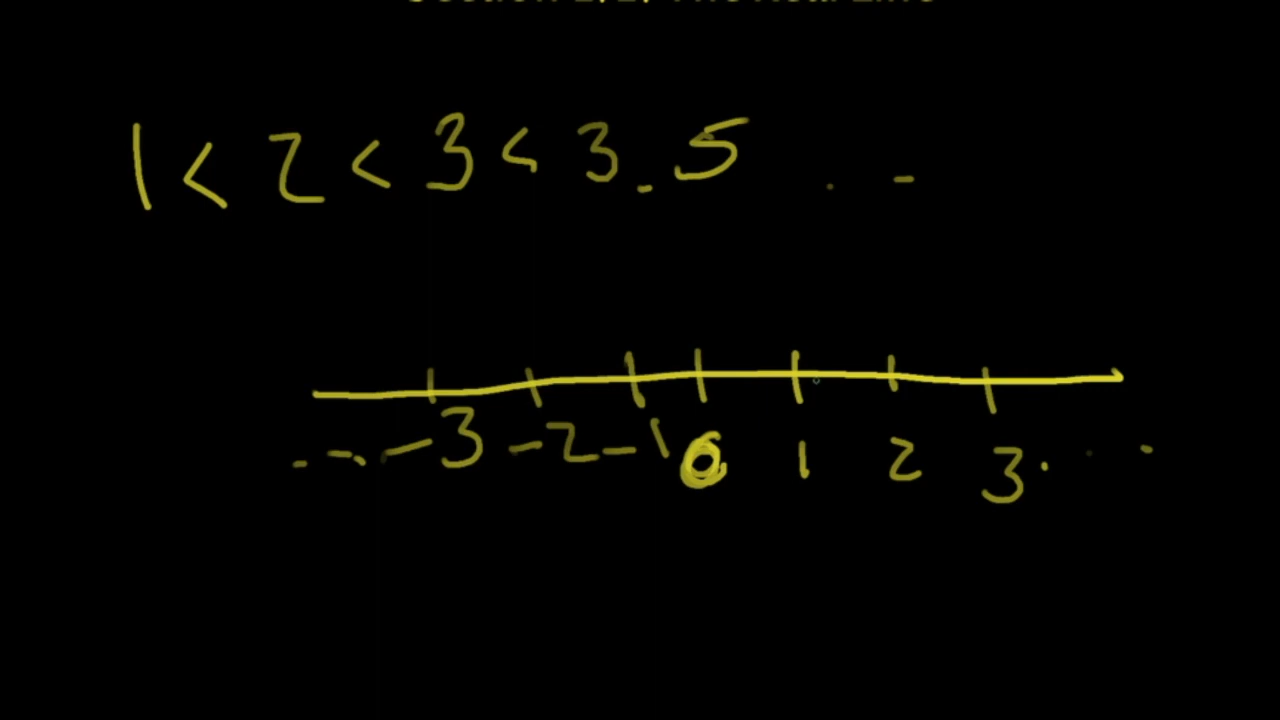 1 < 2 < 3 < 3.5 . -
... -3 -2 -1 0 1 2 3 ...